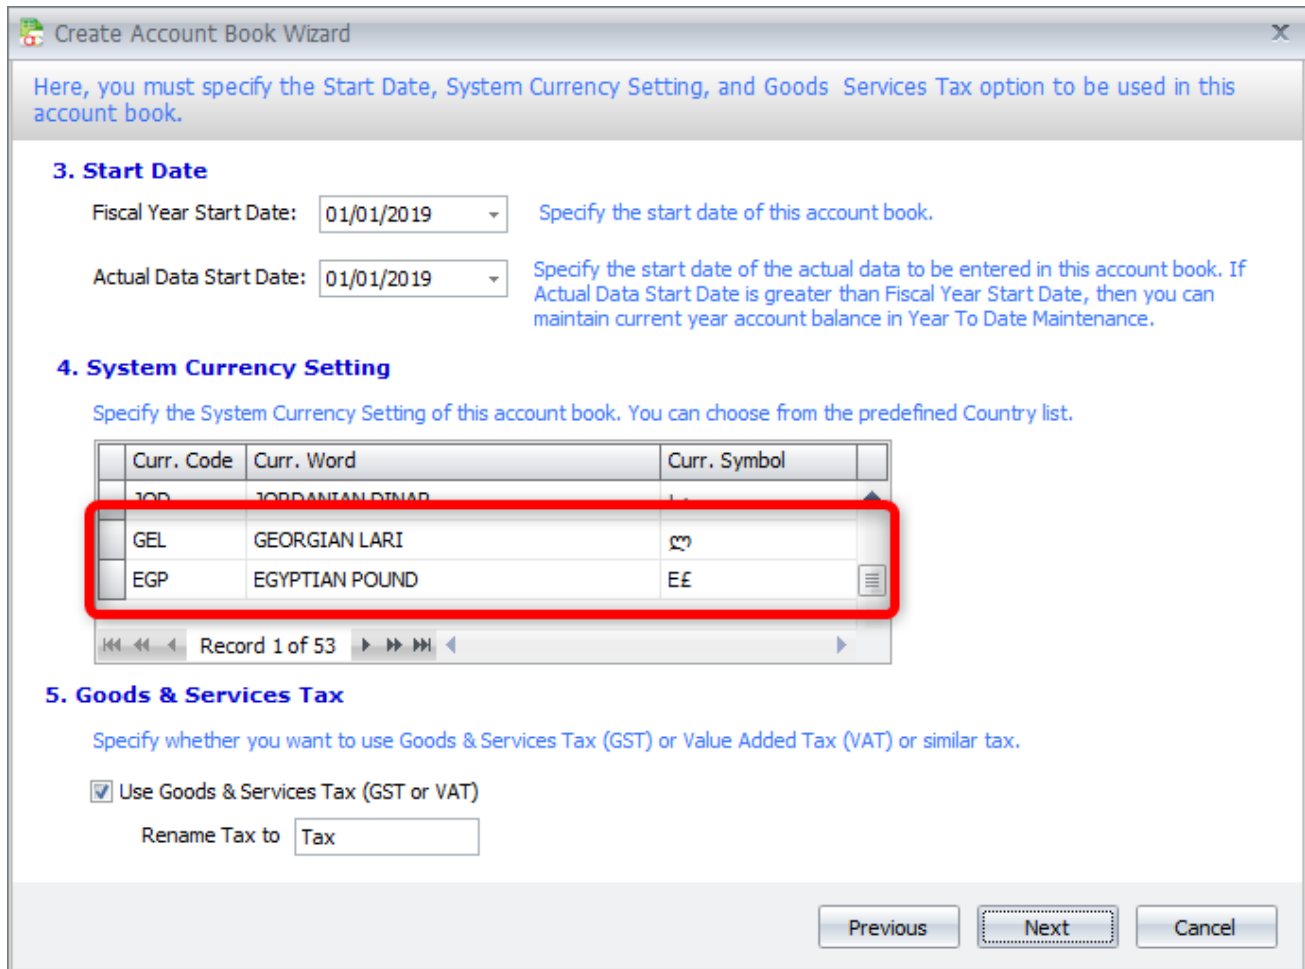 Create Account Book Wizard
Here, you must specify the Start Date, System Currency Setting, and Goods  Services Tax option to be used in this
account book.
3. Start Date
Fiscal Year Start Date: 01/01/2019 Specify the start date of this account book.
Actual Data Start Date: 01/01/2019 Specify the start date of the actual data to be entered in this account book. If
Actual Data Start Date is greater than Fiscal Year Start Date, then you can
maintain current year account balance in Year To Date Maintenance.
4. System Currency Setting
Specify the System Currency Setting of this account book. You can choose from the predefined Country list.
Curr. Code Curr. Word Curr. Symbol
JOD JORDANIAN DINAR
GEL GEORGIAN LARI ლ
EGP EGYPTIAN POUND E£
Record 1 of 53
5. Goods & Services Tax
Specify whether you want to use Goods & Services Tax (GST) or Value Added Tax (VAT) or similar tax.
Use Goods & Services Tax (GST or VAT)
Rename Tax to Tax
Previous Next Cancel